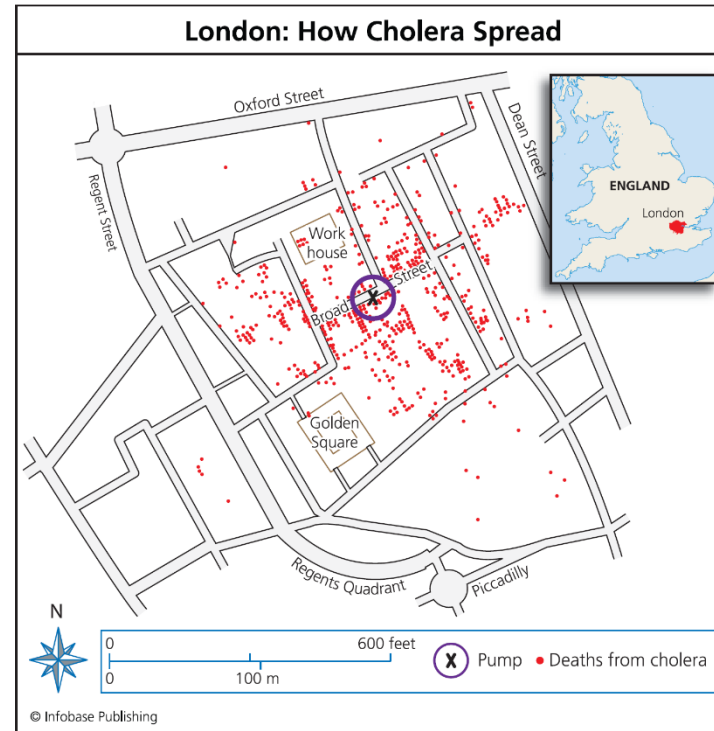 London: How Cholera Spread
Oxford Street
Dean Street
Regent Street
ENGLAND
London
Work
house
Broad Street
X
Golden
Square
Regents Quadrant
Piccadilly
N
0 600 feet
0 100 m
X Pump Deaths from cholera
© Infobase Publishing